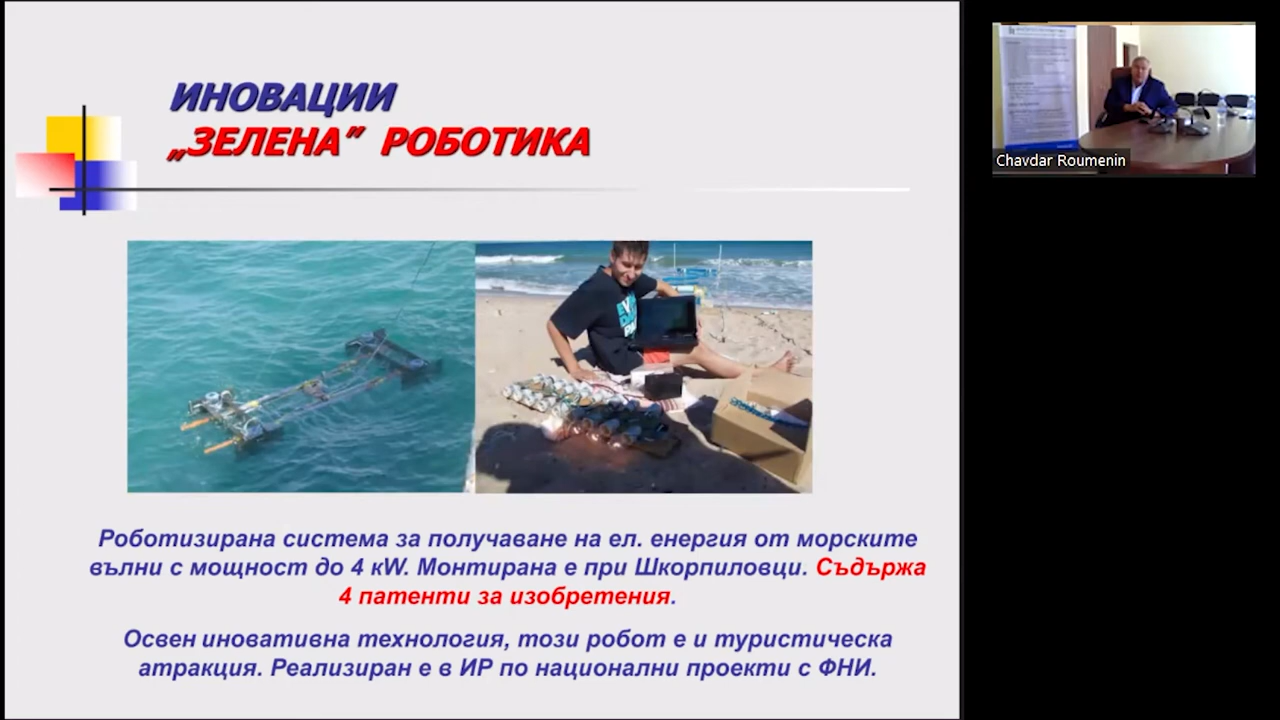 ИНОВАЦИИ
„ЗЕЛЕНА” РОБОТИКА
Роботизирана система за получаване на ел. енергия от морските
вълни с мощност до 4 кW. Монтирана е при Шкорпиловци. Съдържа
4 патенти за изобретения.
Освен иновативна технология, този робот е и туристическа
атракция. Реализиран е в ИР по национални проекти с ФНИ.
Chavdar Roumenin